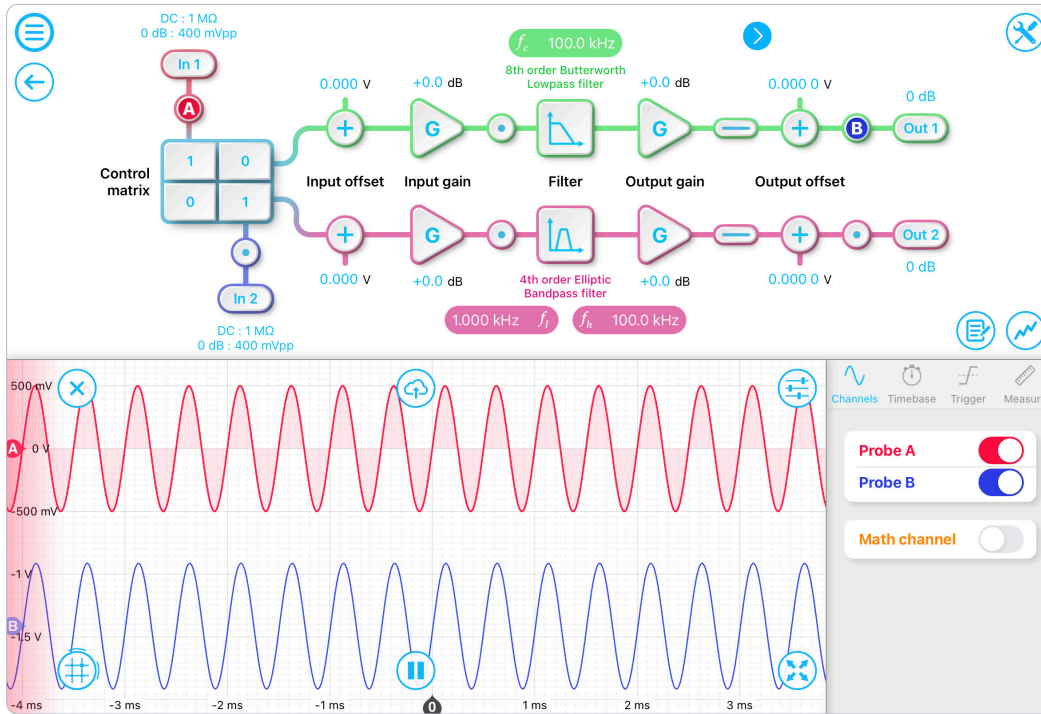 DC : 1 MΩ
0 dB : 400 mVpp
In 1
A
Control
matrix
1 0
0 1
In 2
DC : 1 MΩ
0 dB : 400 mVpp
fc 100.0 kHz
8th order Butterworth
Lowpass filter
0.000 V
+0.0 dB
+0.0 dB
0.000 0 V
0 dB
G
G
B
Out 1
Input offset
Input gain
Filter
Output gain
Output offset
G
G
Out 2
0.000 V
+0.0 dB
4th order Elliptic
Bandpass filter
+0.0 dB
0.000 0 V
0 dB
1.000 kHz fl
fh 100.0 kHz
500 mV
A
0 V
-500 mV
-1 V
B
-1.5 V
-4 ms
-3 ms
-2 ms
-1 ms
0
1 ms
2 ms
3 ms
Channels
Timebase
Trigger
Measur
Probe A
Probe B
Math channel